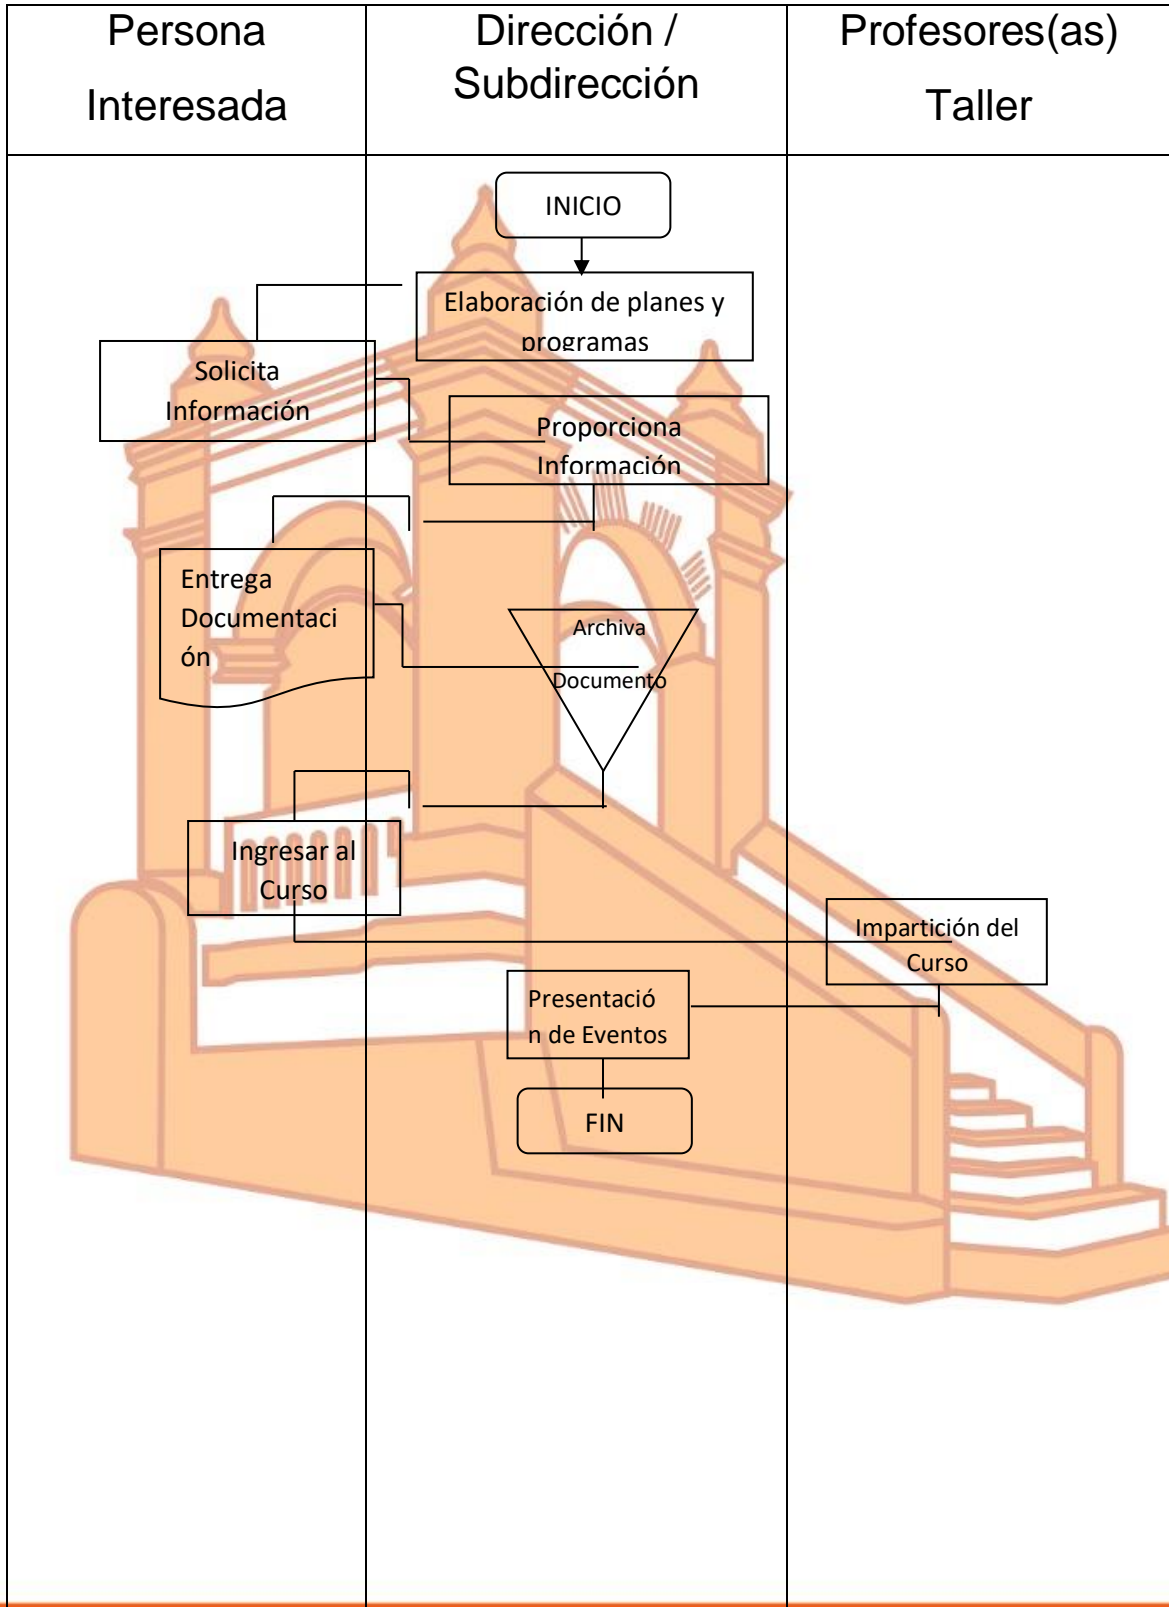 Persona
Interesada
Dirección /
Subdirección
Profesores(as)
Taller
INICIO
Elaboración de planes y
programas
Solicita
Información
Proporciona
Información
Entrega
Documentaci
ón
Archiva
Documento
Ingresar al
Curso
Impartición del
Curso
Presentació
n de Eventos
FIN